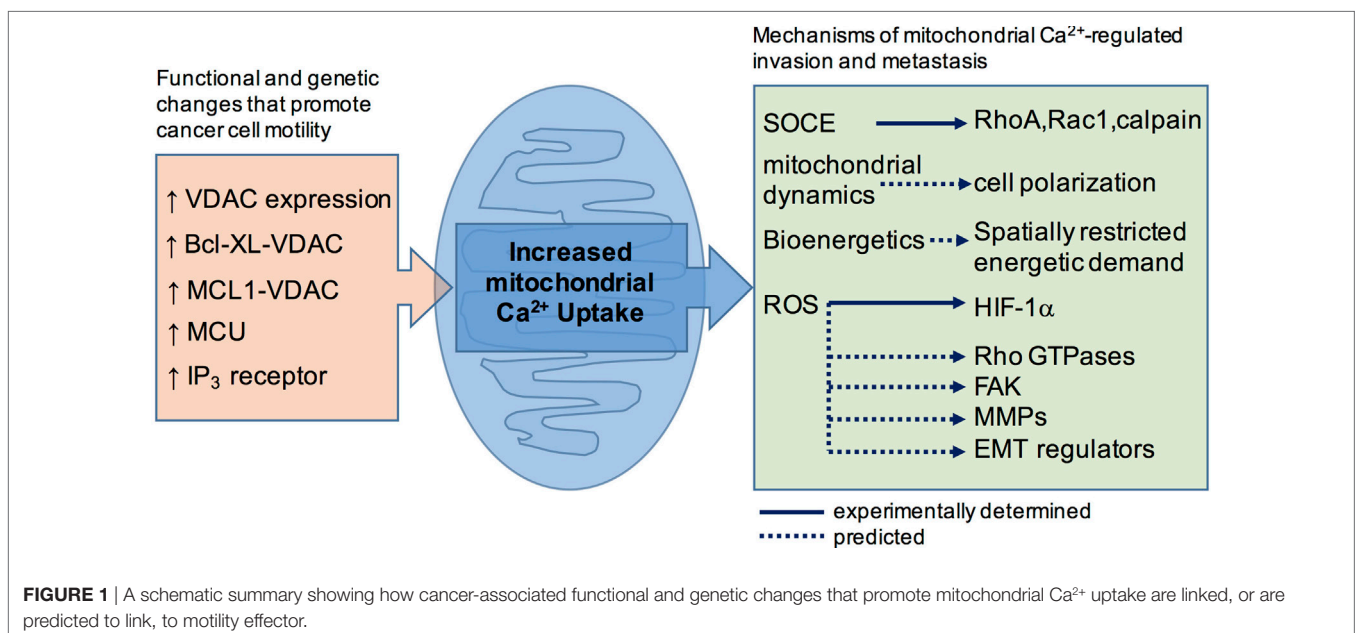 Functional and genetic
changes that promote
cancer cell motility
↑ VDAC expression
↑ Bcl-XL-VDAC
↑ MCL1-VDAC
↑ MCU
↑ IP₃ receptor
Increased
mitochondrial
Ca²⁺ Uptake
Mechanisms of mitochondrial Ca²⁺-regulated
invasion and metastasis
SOCE RhoA,Rac1,calpain
mitochondrial
dynamics cell polarization
Bioenergetics Spatially restricted
energetic demand
ROS HIF-1α
Rho GTPases
FAK
MMPs
EMT regulators
experimentally determined
predicted
FIGURE 1 | A schematic summary showing how cancer-associated functional and genetic changes that promote mitochondrial Ca²⁺ uptake are linked, or are
predicted to link, to motility effector.